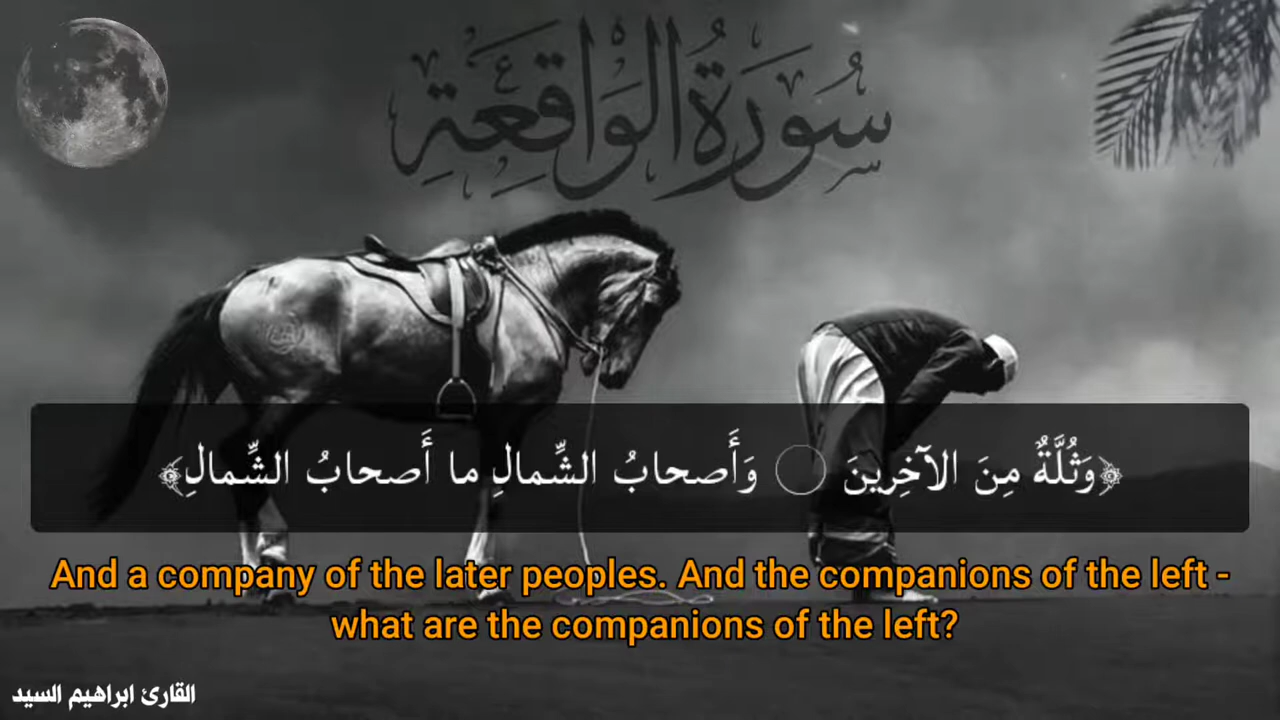 سُورَةُ الْوَاقِعَةِ
﴿وَثُلَّةٌ مِنَ الآخِرِينَ ۝ وَأَصحابُ الشِّمالِ ما أَصحابُ الشِّمالِ﴾
And a company of the later peoples. And the companions of the left -
what are the companions of the left?
القارئ ابراهيم السيد